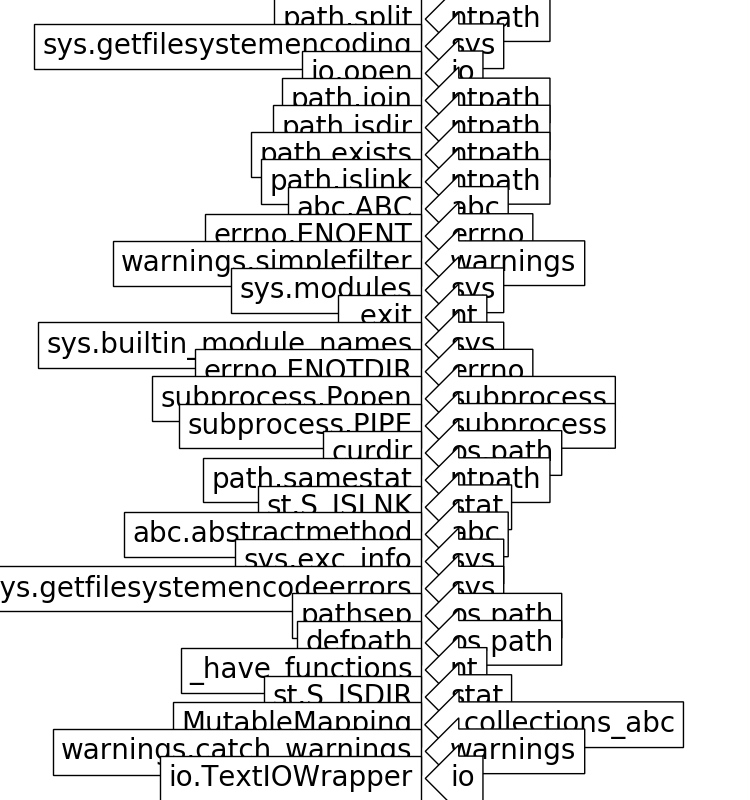 path.split ntpath
sys.getfilesystemencoding sys
io.open io
path.join ntpath
path.isdir ntpath
path.exists ntpath
path.islink ntpath
abc.ABC abc
errno.ENOENT errno
warnings.simplefilter warnings
sys.modules sys
exit nt
sys.builtin_module_names sys
errno.ENOTDIR errno
subprocess.Popen subprocess
subprocess.PIPE subprocess
curdir os.path
path.samestat ntpath
st.S_ISLNK stat
abc.abstractmethod abc
sys.exc_info sys
ys.getfilesystemencodeerrors sys
pathsep os.path
defpath os.path
_have_functions nt
st.S_ISDIR stat
MutableMapping collections_abc
warnings.catch_warnings warnings
io.TextIOWrapper io